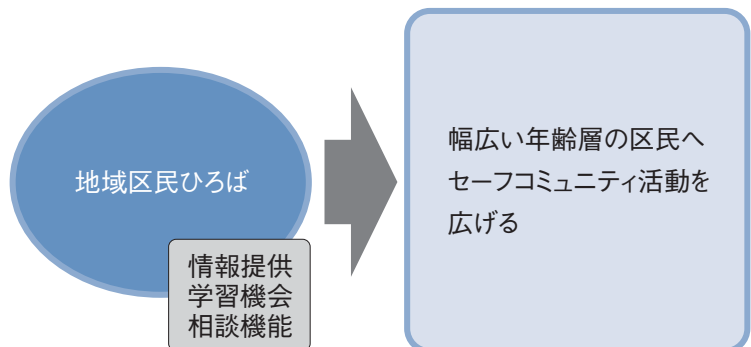 地域区民ひろば
情報提供
学習機会
相談機能
幅広い年齢層の区民へ
セーフコミュニティ活動を
広げる